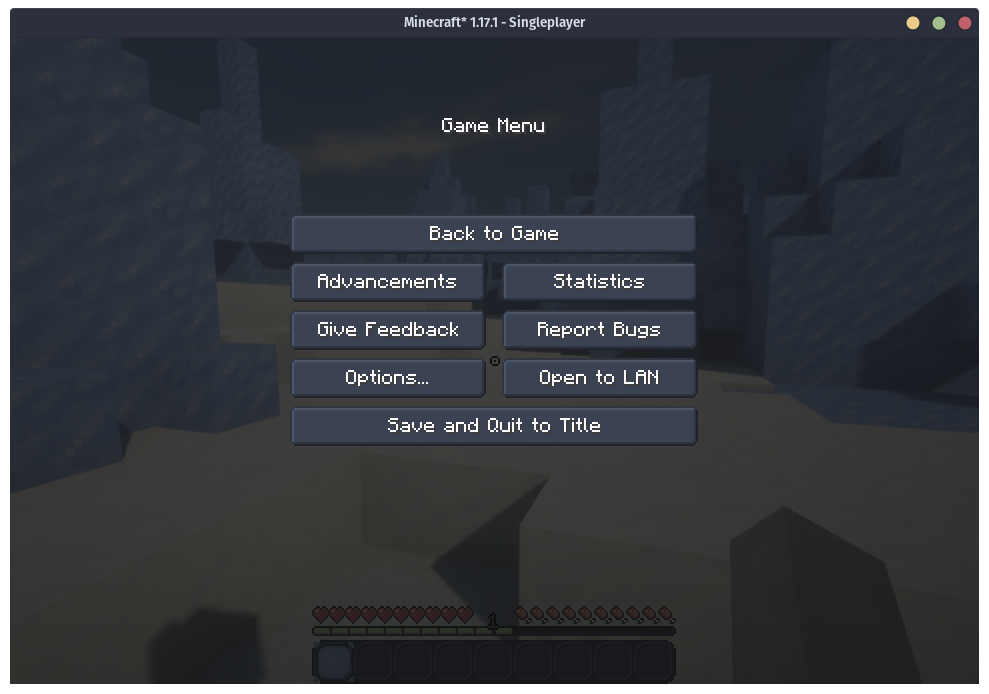 Minecraft* 1.17.1 - Singleplayer
Game Menu
Back to Game
Advancements
Statistics
Give Feedback
Report Bugs
Options...
Open to LAN
Save and Quit to Title
1